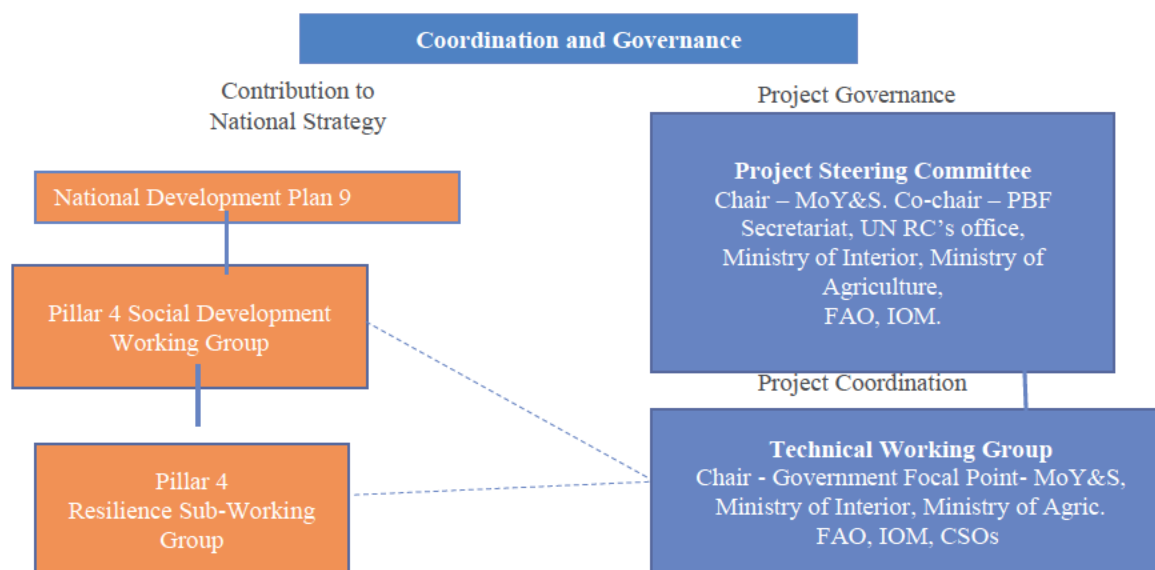 Coordination and Governance
Contribution to
National Strategy
National Development Plan 9
Pillar 4 Social Development
Working Group
Pillar 4
Resilience Sub-Working
Group
Project Governance
Project Steering Committee
Chair – MoY&S. Co-chair – PBF
Secretariat, UN RC’s office,
Ministry of Interior, Ministry of
Agriculture,
FAO, IOM.
Project Coordination
Technical Working Group
Chair - Government Focal Point- MoY&S,
Ministry of Interior, Ministry of Agric.
FAO, IOM, CSOs